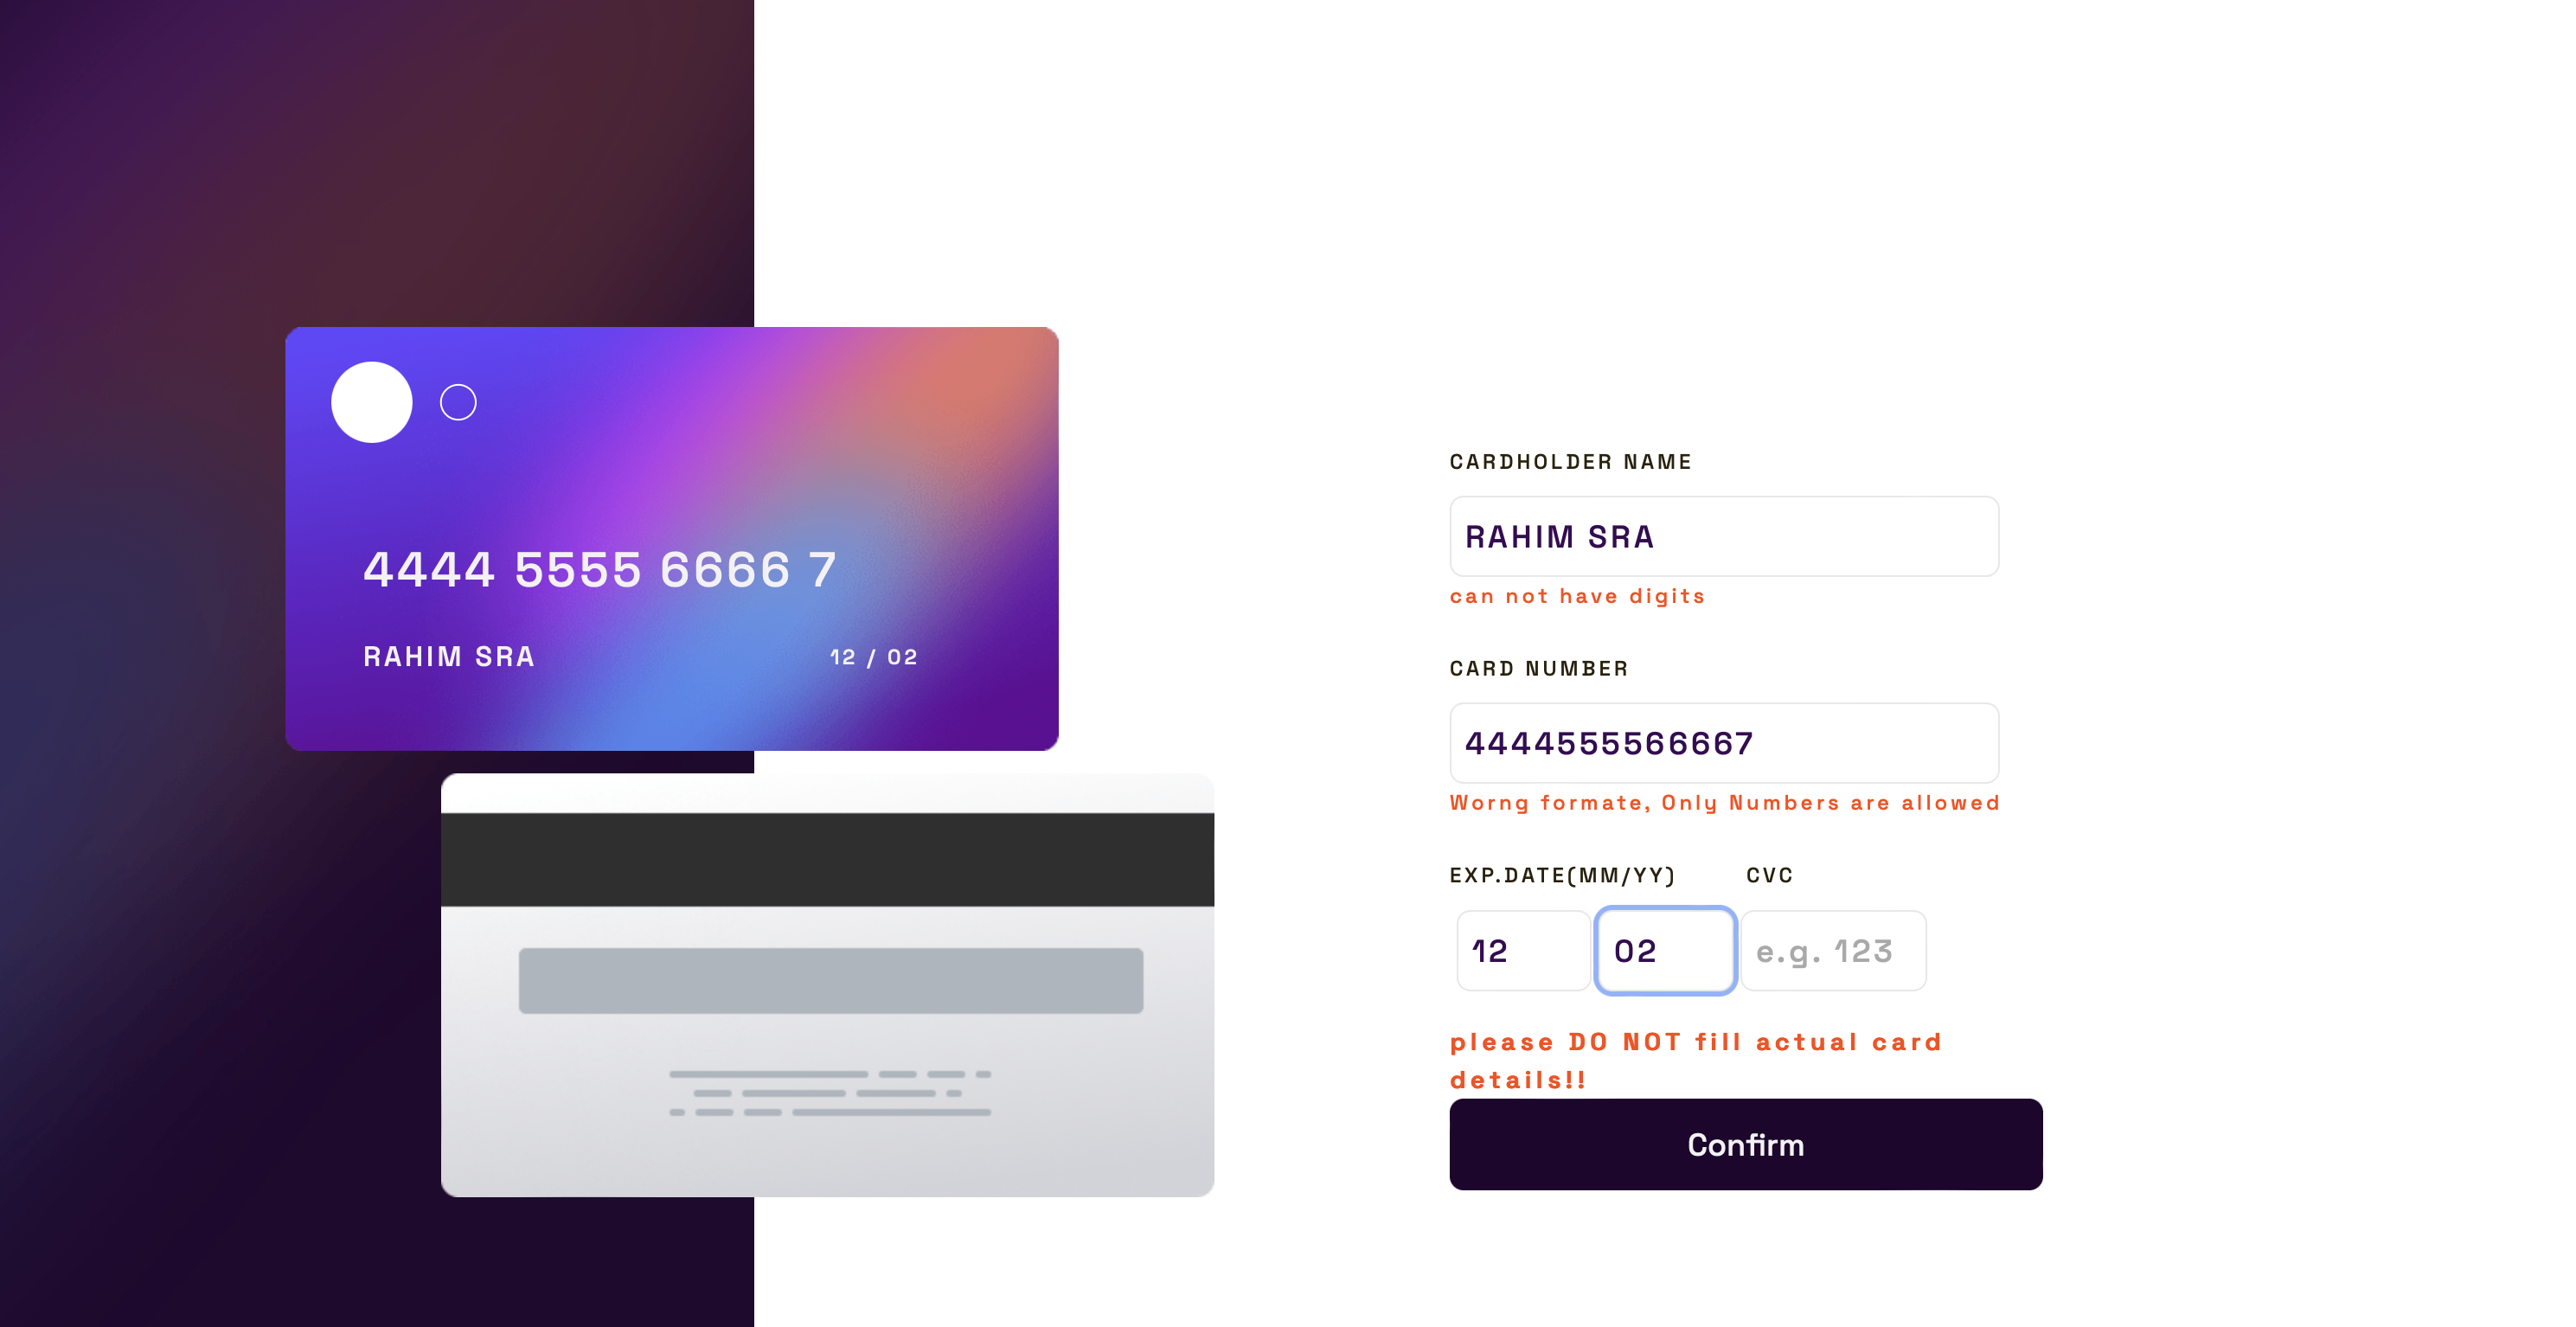 4444 5555 6666 7
RAHIM SRA
12 / 02
CARDHOLDER NAME
RAHIM SRA
can not have digits
CARD NUMBER
4444555566667
Worng formate, Only Numbers are allowed
EXP.DATE(MM/YY) CVC
12 02 e.g. 123
please DO NOT fill actual card
details!!
Confirm